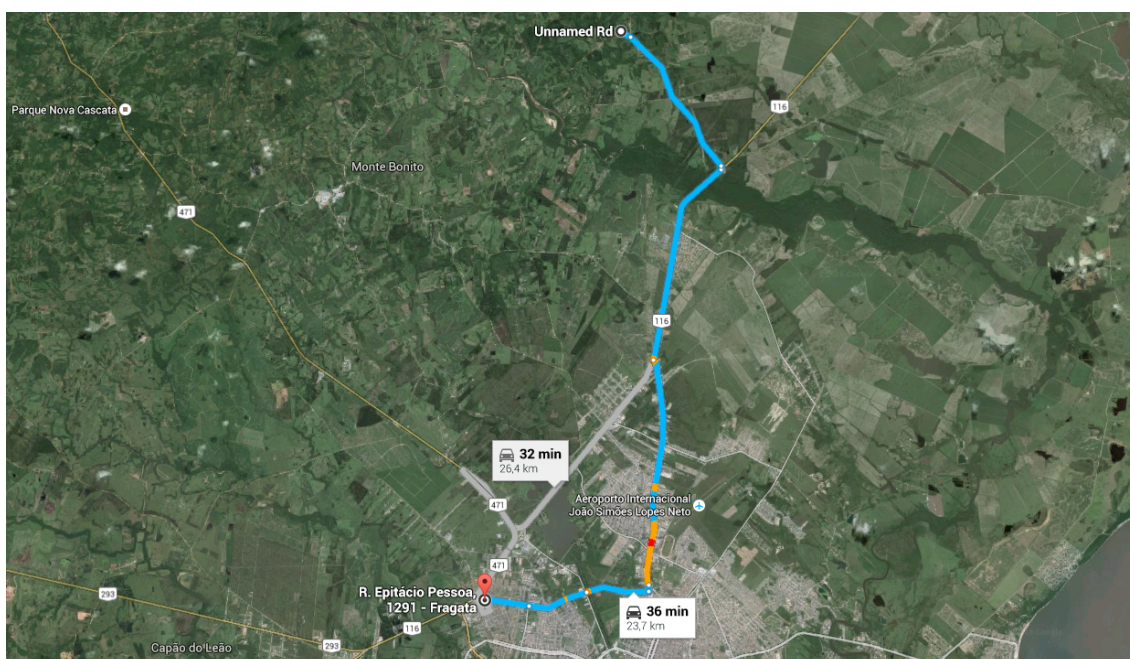 Unnamed Rd
116
Parque Nova Cascata
Monte Bonito
471
116
32 min
26,4 km
Aeroporto Internacional
João Simões Lopes Neto
471
471
R. Epitácio Pessoa,
1291 - Fragata
293
36 min
23,7 km
116
293
Capão do Leão